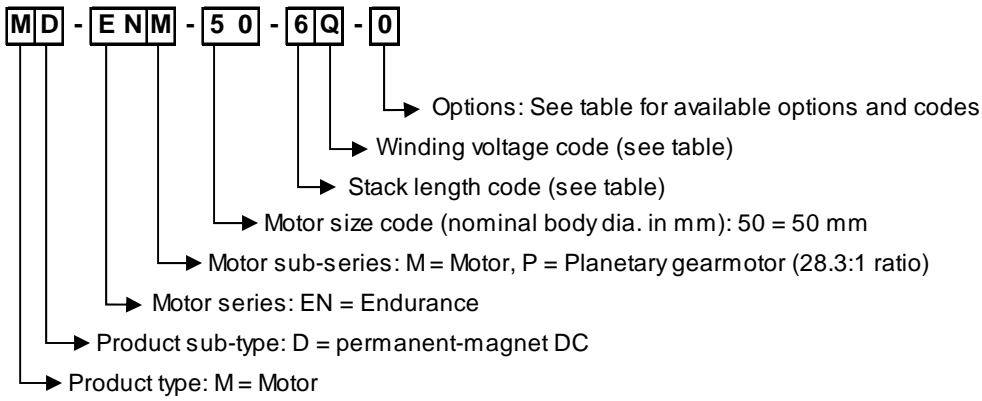 MD - ENM - 50 - 6Q - 0
Options: See table for available options and codes
Winding voltage code (see table)
Stack length code (see table)
Motor size code (nominal body dia. in mm): 50 = 50 mm
Motor sub-series: M = Motor, P = Planetary gearmotor (28.3:1 ratio)
Motor series: EN = Endurance
Product sub-type: D = permanent-magnet DC
Product type: M = Motor